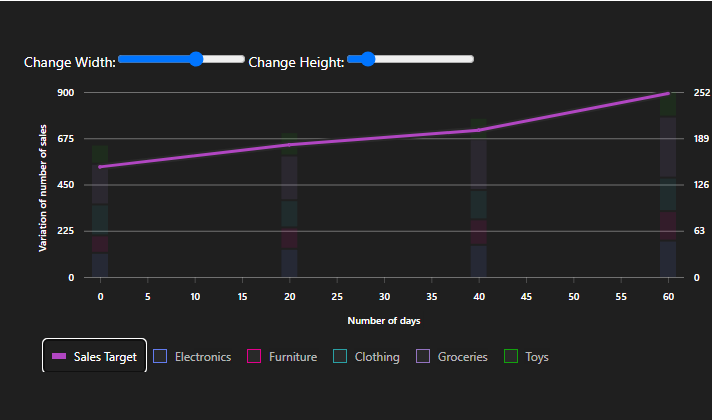 Change Width: Change Height:
900 252
675 189
450 126
225 63
0 0
Variation of number of sales
0 5 10 15 20 25 30 35 40 45 50 55 60
Number of days
Sales Target Electronics Furniture Clothing Groceries Toys